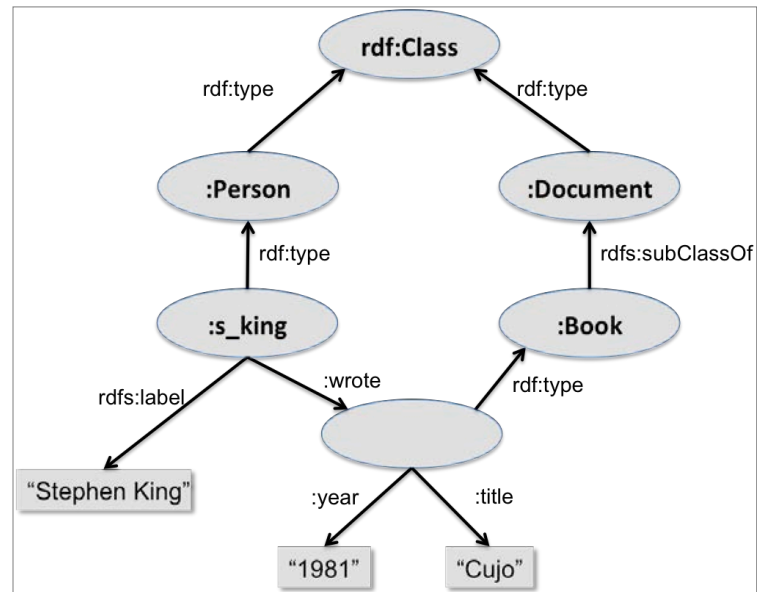 rdf:Class
rdf:type
rdf:type
:Person
:Document
rdf:type
rdfs:subClassOf
:s_king
:Book
:wrote
rdf:type
rdfs:label
“Stephen King”
:year
:title
“1981”
“Cujo”